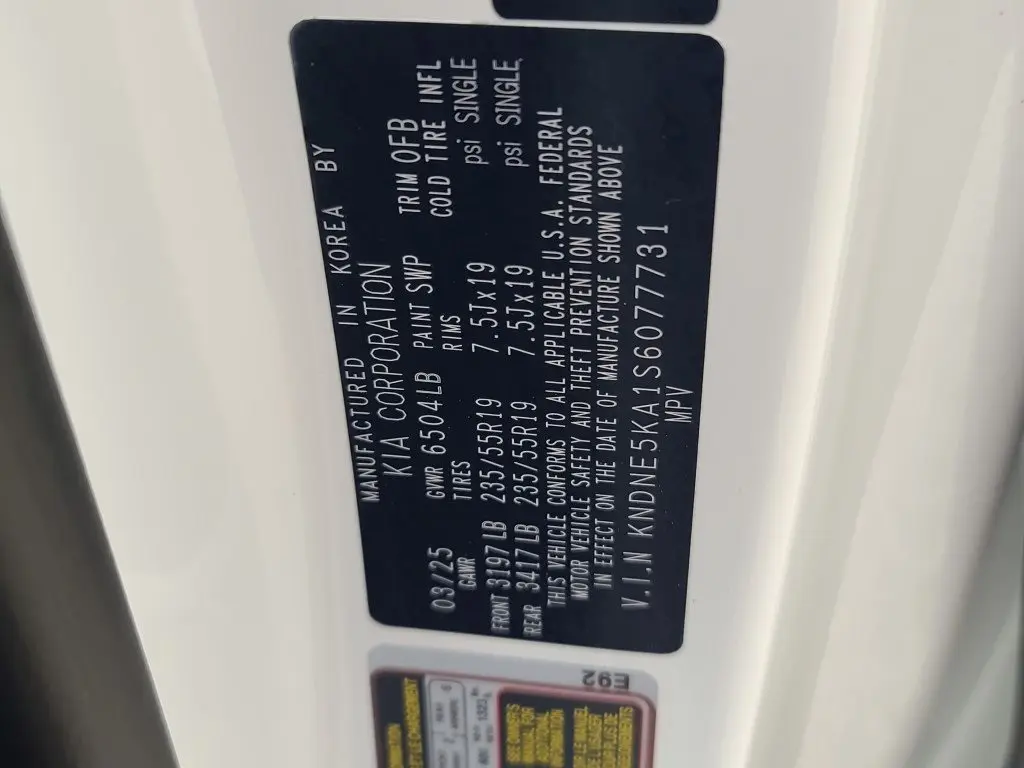 MANUFACTURED IN KOREA BY
KIA CORPORATION
03/25 GVWR 6504LB PAINT SWP TRIM OFB
GAWR TIRES RIMS COLD TIRE INFL
FRONT 3197LB 235/55R19 7.5Jx19 psi SINGLE
REAR 3417LB 235/55R19 7.5Jx19 psi SINGLE
THIS VEHICLE CONFORMS TO ALL APPLICABLE U.S.A. FEDERAL
MOTOR VEHICLE SAFETY AND THEFT PREVENTION STANDARDS
IN EFFECT ON THE DATE OF MANUFACTURE SHOWN ABOVE
V.I.N KNDNE5KA1S6077731
MPV